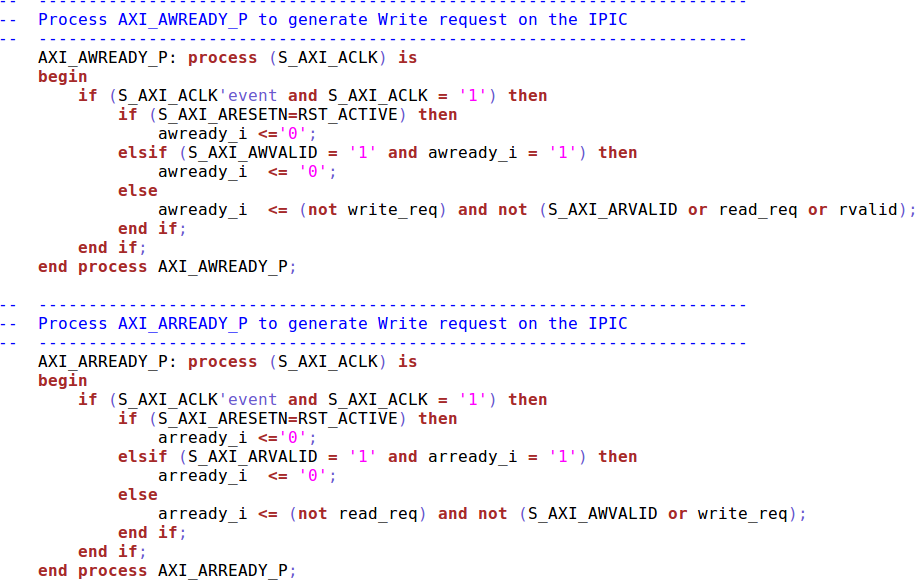 -- -----------------------------------------------------------------------
-- Process AXI_AWREADY_P to generate Write request on the IPIC
-- -----------------------------------------------------------------------
    AXI_AWREADY_P: process (S_AXI_ACLK) is
    begin
        if (S_AXI_ACLK'event and S_AXI_ACLK = '1') then
            if (S_AXI_ARESETN=RST_ACTIVE) then
                awready_i <='0';
            elsif (S_AXI_AWVALID = '1' and awready_i = '1') then
                awready_i  <= '0';
            else
                awready_i  <= (not write_req) and not (S_AXI_ARVALID or read_req or rvalid);
            end if;
        end if;
    end process AXI_AWREADY_P;
-- -----------------------------------------------------------------------
-- Process AXI_ARREADY_P to generate Write request on the IPIC
-- -----------------------------------------------------------------------
    AXI_ARREADY_P: process (S_AXI_ACLK) is
    begin
        if (S_AXI_ACLK'event and S_AXI_ACLK = '1') then
            if (S_AXI_ARESETN=RST_ACTIVE) then
                arready_i <='0';
            elsif (S_AXI_ARVALID = '1' and arready_i = '1') then
                arready_i  <= '0';
            else
                arready_i <= (not read_req) and not (S_AXI_AWVALID or write_req);
            end if;
        end if;
    end process AXI_ARREADY_P;